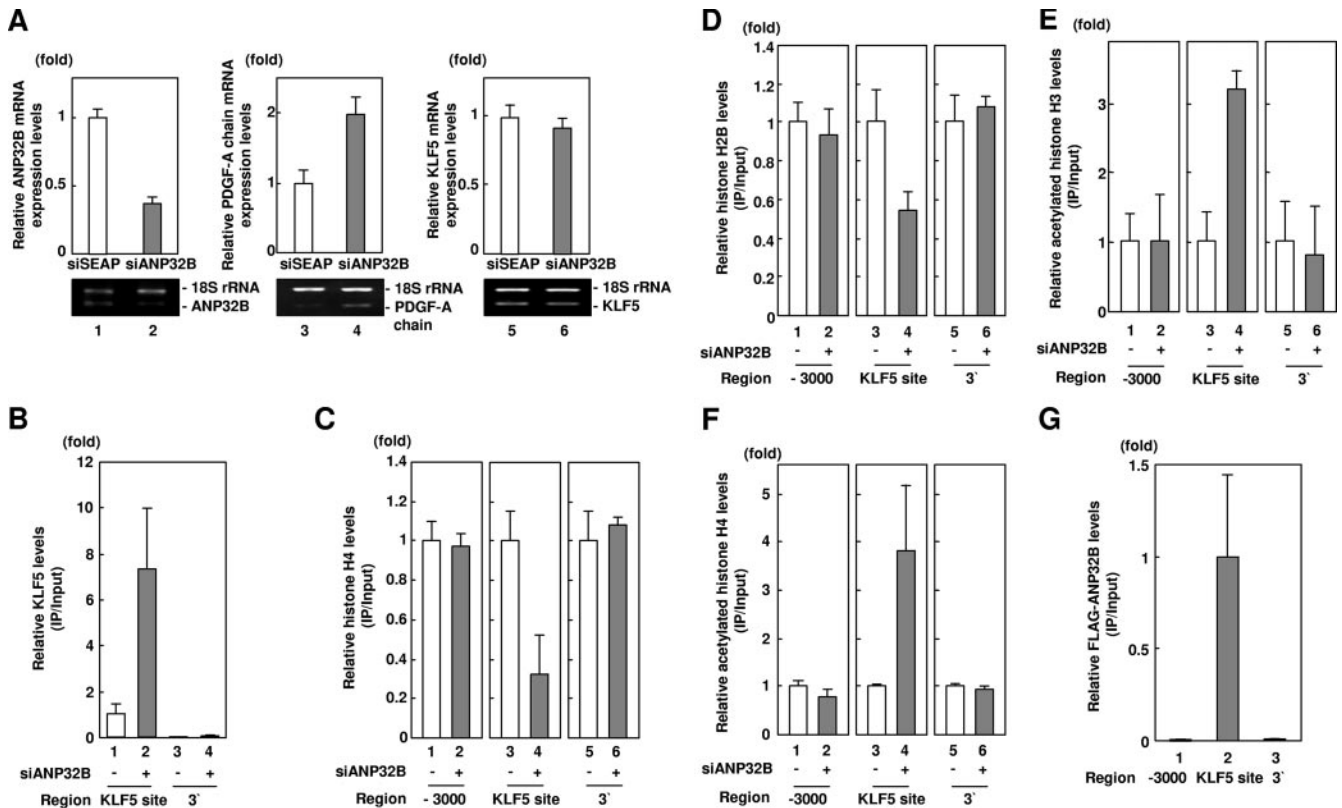 A
(fold)
Relative ANP32B mRNA
expression levels
1
0.5
0
siSEAP siANP32B
- 18S rRNA
- ANP32B
1 2
Relative PDGF-A chain mRNA
expression levels
2
1
0
siSEAP siANP32B
- 18S rRNA
- PDGF-A
chain
3 4
(fold)
Relative KLF5 mRNA
expression levels
1
0.5
0
siSEAP siANP32B
- 18S rRNA
- KLF5
5 6
B
(fold)
Relative KLF5 levels
(IP/Input)
12
10
8
6
4
2
0
1 2 3 4
siANP32B - + - +
Region KLF5 site 3`
C
(fold)
Relative histone H4 levels
(IP/Input)
1.4
1.2
1
0.8
0.6
0.4
0.2
0
1 2 3 4 5 6
siANP32B - + - + - +
Region - 3000 KLF5 site 3`
D
(fold)
Relative histone H2B levels
(IP/Input)
1.4
1.2
1
0.8
0.6
0.4
0.2
0
1 2 3 4 5 6
siANP32B - + - + - +
Region - 3000 KLF5 site 3`
E
(fold)
Relative acetylated histone H3 levels
(IP/Input)
3
2
1
0
1 2 3 4 5 6
- + - + - +
-3000 KLF5 site 3`
F
(fold)
Relative acetylated histone H4 levels
(IP/Input)
5
4
3
2
1
0
1 2 3 4 5 6
siANP32B - + - + - +
Region -3000 KLF5 site 3`
G
(fold)
Relative FLAG-ANP32B levels
(IP/Input)
1.5
1
0.5
0
1 2 3
Region -3000 KLF5 site 3`